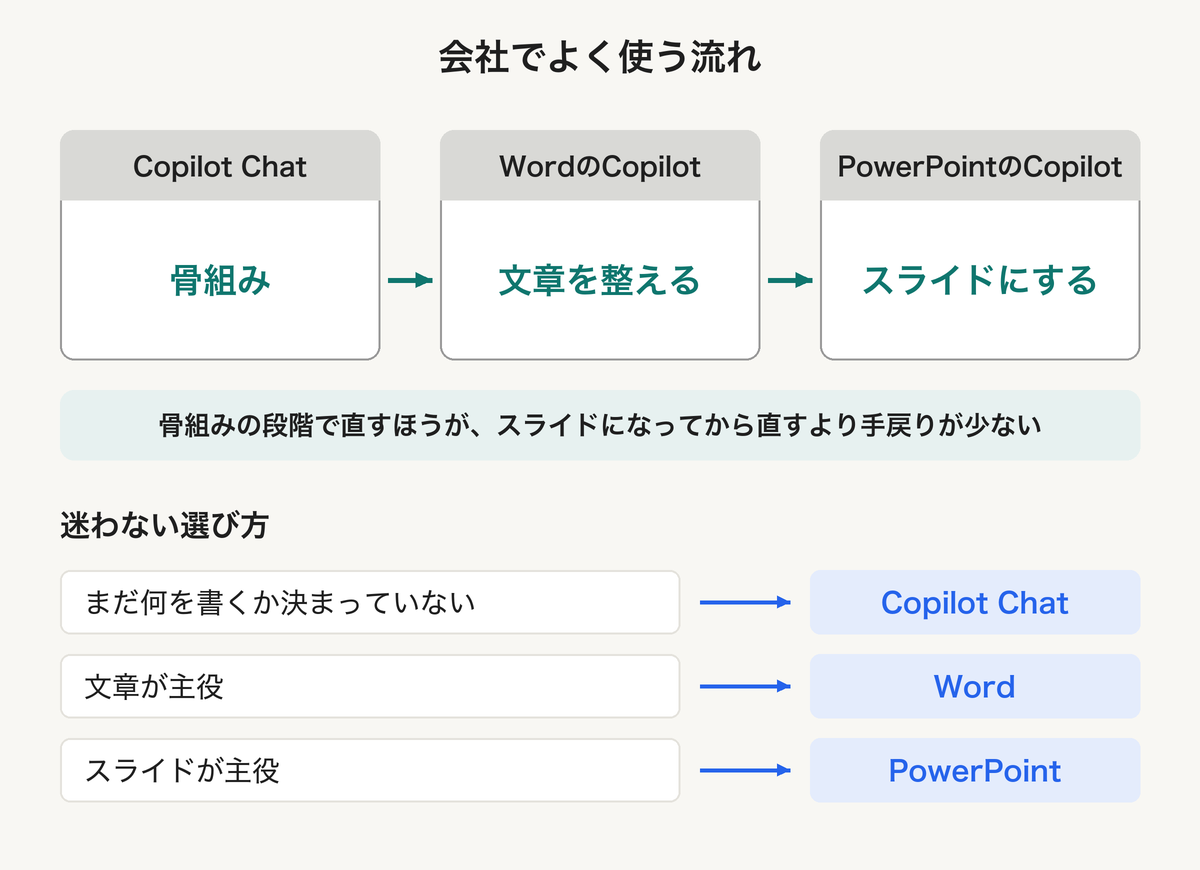 会社でよく使う流れ
Copilot Chat
骨組み
WordのCopilot
文章を整える
PowerPointのCopilot
スライドにする
骨組みの段階で直すほうが、スライドになってから直すより手戻りが少ない
迷わない選び方
まだ何を書くか決まっていない
Copilot Chat
文章が主役
Word
スライドが主役
PowerPoint